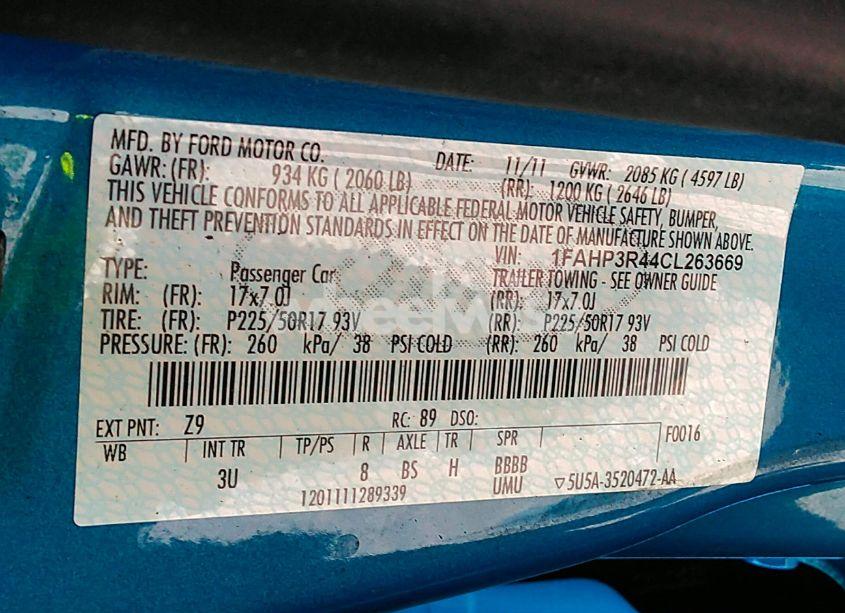 MFD. BY FORD MOTOR CO. DATE: 11/11 GVWR: 2085 KG ( 4597 LB)
GAWR: (FR): 934 KG ( 2060 LB) (RR): 1200 KG ( 2646 LB)
THIS VEHICLE CONFORMS TO ALL APPLICABLE FEDERAL MOTOR VEHICLE SAFETY, BUMPER,
AND THEFT PREVENTION STANDARDS IN EFFECT ON THE DATE OF MANUFACTURE SHOWN ABOVE.
VIN: 1FAHP3R44CL263669
TYPE: Passenger Car TRAILER TOWING - SEE OWNER GUIDE
RIM: (FR): 17x7.0J (RR): 17x7.0J
TIRE: (FR): P225/50R17 93V (RR): P225/50R17 93V
PRESSURE: (FR): 260 kPa/ 38 PSI COLD (RR): 260 kPa/ 38 PSI COLD
EXT PNT: Z9 RC: 89 DSO:
WB INT TR TP/PS R AXLE TR SPR F0016
3U 8 BS H BBBB
1201111289339 UMU ▽5U5A-3520472-AA